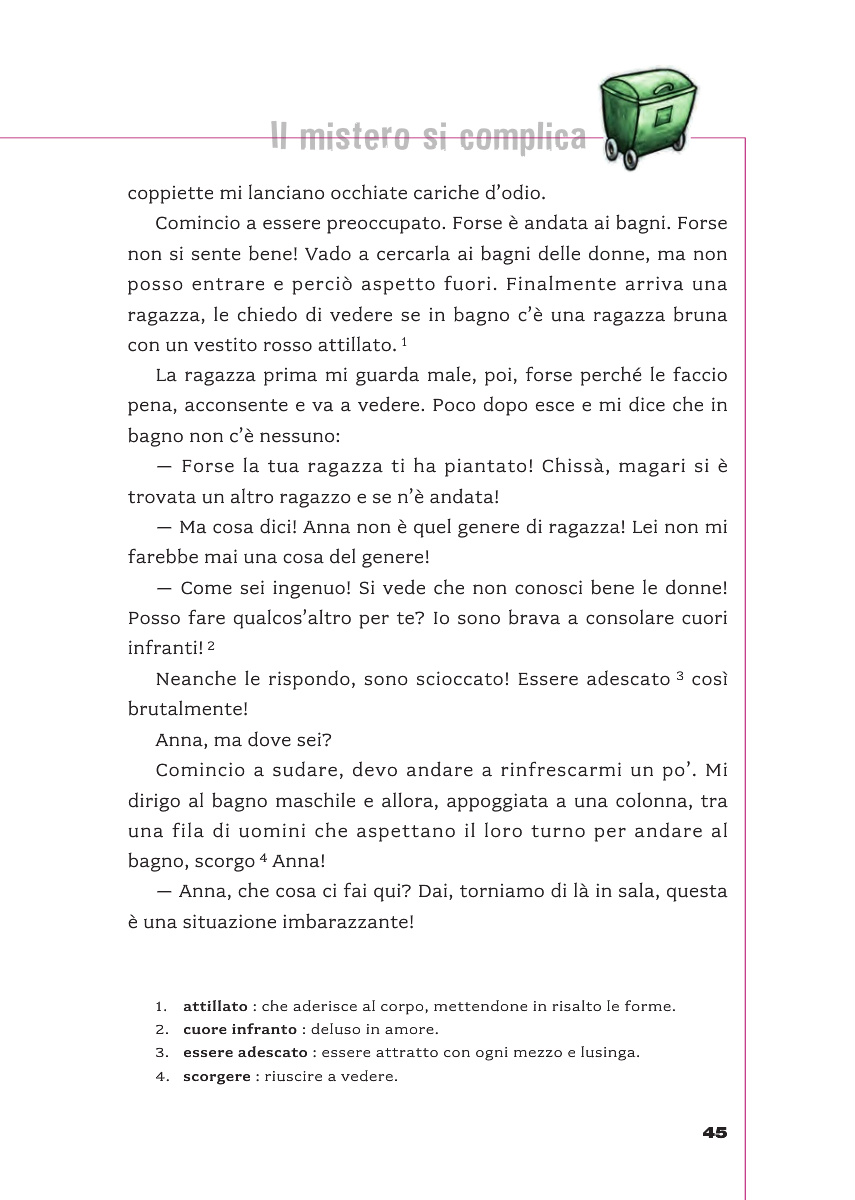 Il mistero si complica
coppiette mi lanciano occhiate cariche d’odio.
Comincio a essere preoccupato. Forse è andata ai bagni. Forse
non si sente bene! Vado a cercarla ai bagni delle donne, ma non
posso entrare e perciò aspetto fuori. Finalmente arriva una
ragazza, le chiedo di vedere se in bagno c’è una ragazza bruna
con un vestito rosso attillato. 1
La ragazza prima mi guarda male, poi, forse perché le faccio
pena, acconsente e va a vedere. Poco dopo esce e mi dice che in
bagno non c’è nessuno:
— Forse la tua ragazza ti ha piantato! Chissà, magari si è
trovata un altro ragazzo e se n’è andata!
— Ma cosa dici! Anna non è quel genere di ragazza! Lei non mi
farebbe mai una cosa del genere!
— Come sei ingenuo! Si vede che non conosci bene le donne!
Posso fare qualcos’altro per te? Io sono brava a consolare cuori
infranti! 2
Neanche le rispondo, sono scioccato! Essere adescato 3 così
brutalmente!
Anna, ma dove sei?
Comincio a sudare, devo andare a rinfrescarmi un po’. Mi
dirigo al bagno maschile e allora, appoggiata a una colonna, tra
una fila di uomini che aspettano il loro turno per andare al
bagno, scorgo 4 Anna!
— Anna, che cosa ci fai qui? Dai, torniamo di là in sala, questa
è una situazione imbarazzante!
1. attillato : che aderisce al corpo, mettendone in risalto le forme.
2. cuore infranto : deluso in amore.
3. essere adescato : essere attratto con ogni mezzo e lusinga.
4. scorgere : riuscire a vedere.
45